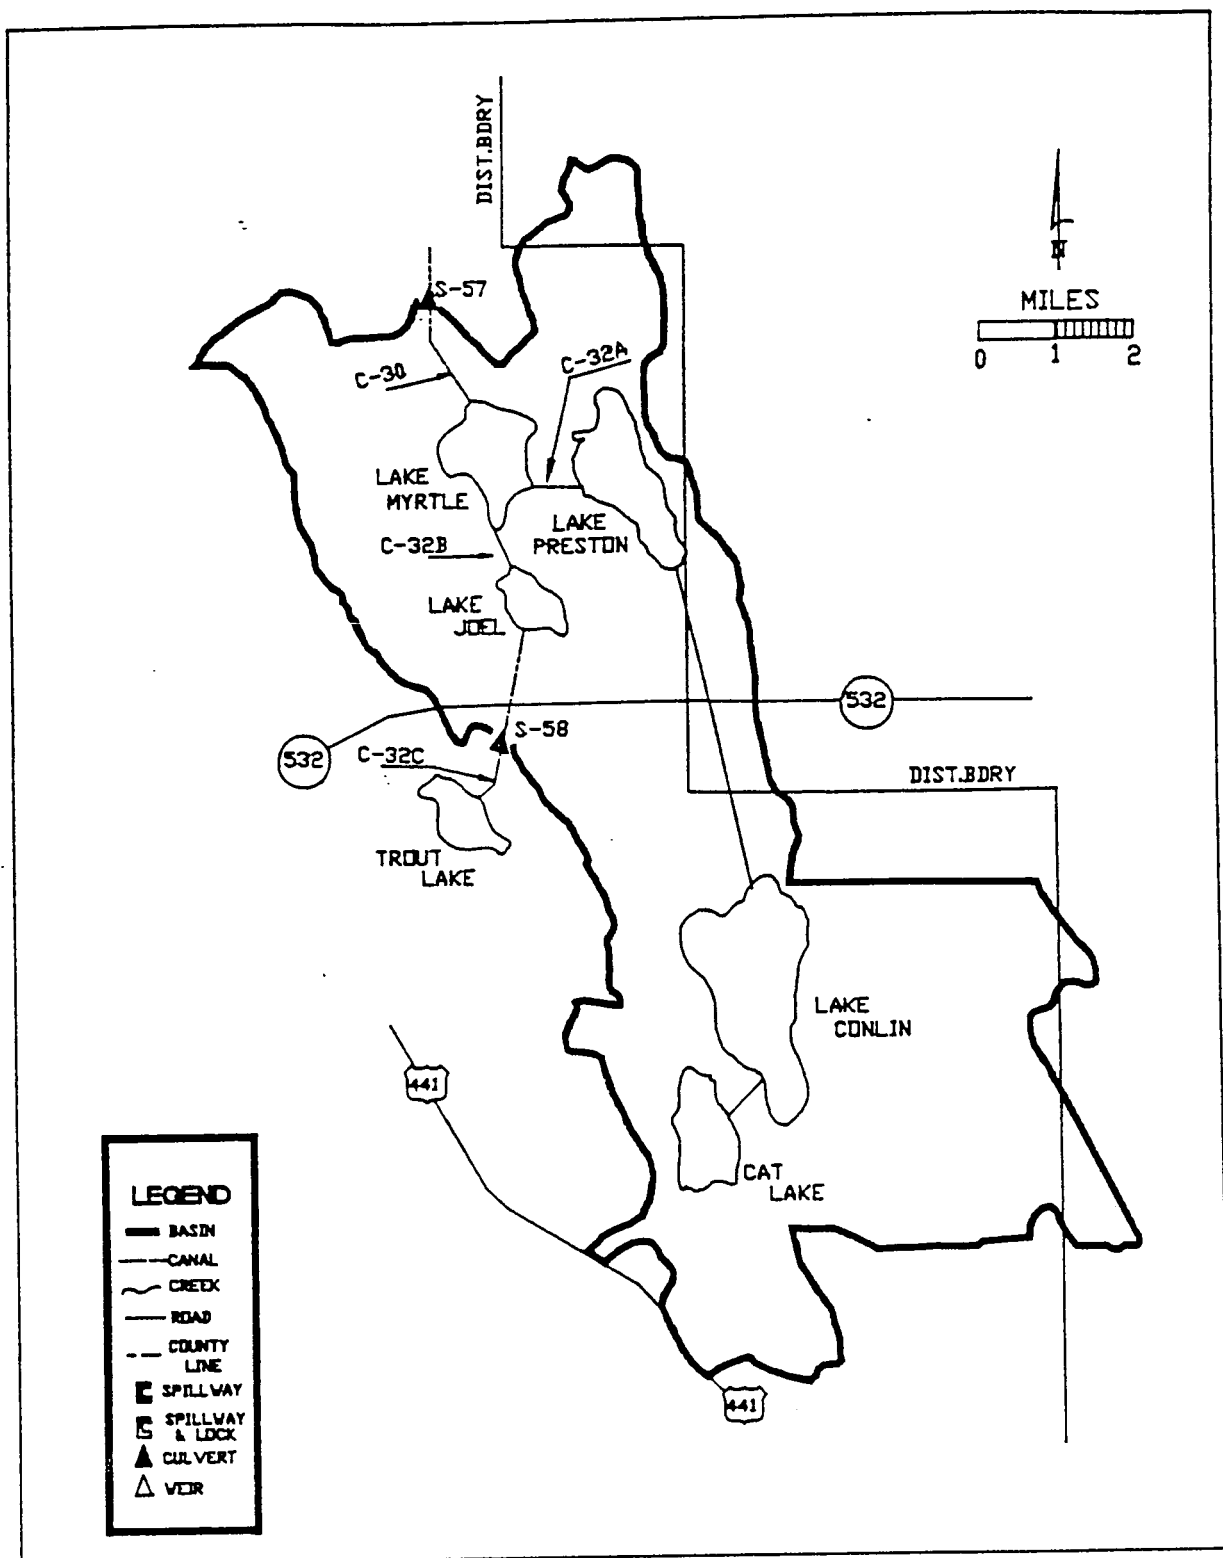 DIST.BDRY
N
MILES
0 1 2
S-57
C-32A
C-30
LAKE
MYRTLE
LAKE
PRESTON
C-32B
LAKE
JOEL
532
532
S-58
C-32C
DIST.BDRY
TROUT
LAKE
LAKE
CONLIN
441
CAT
LAKE
441
LEGEND
BASIN
CANAL
CREEK
ROAD
COUNTY
LINE
SPILLWAY
SPILLWAY
& LOCK
CULVERT
WEIR